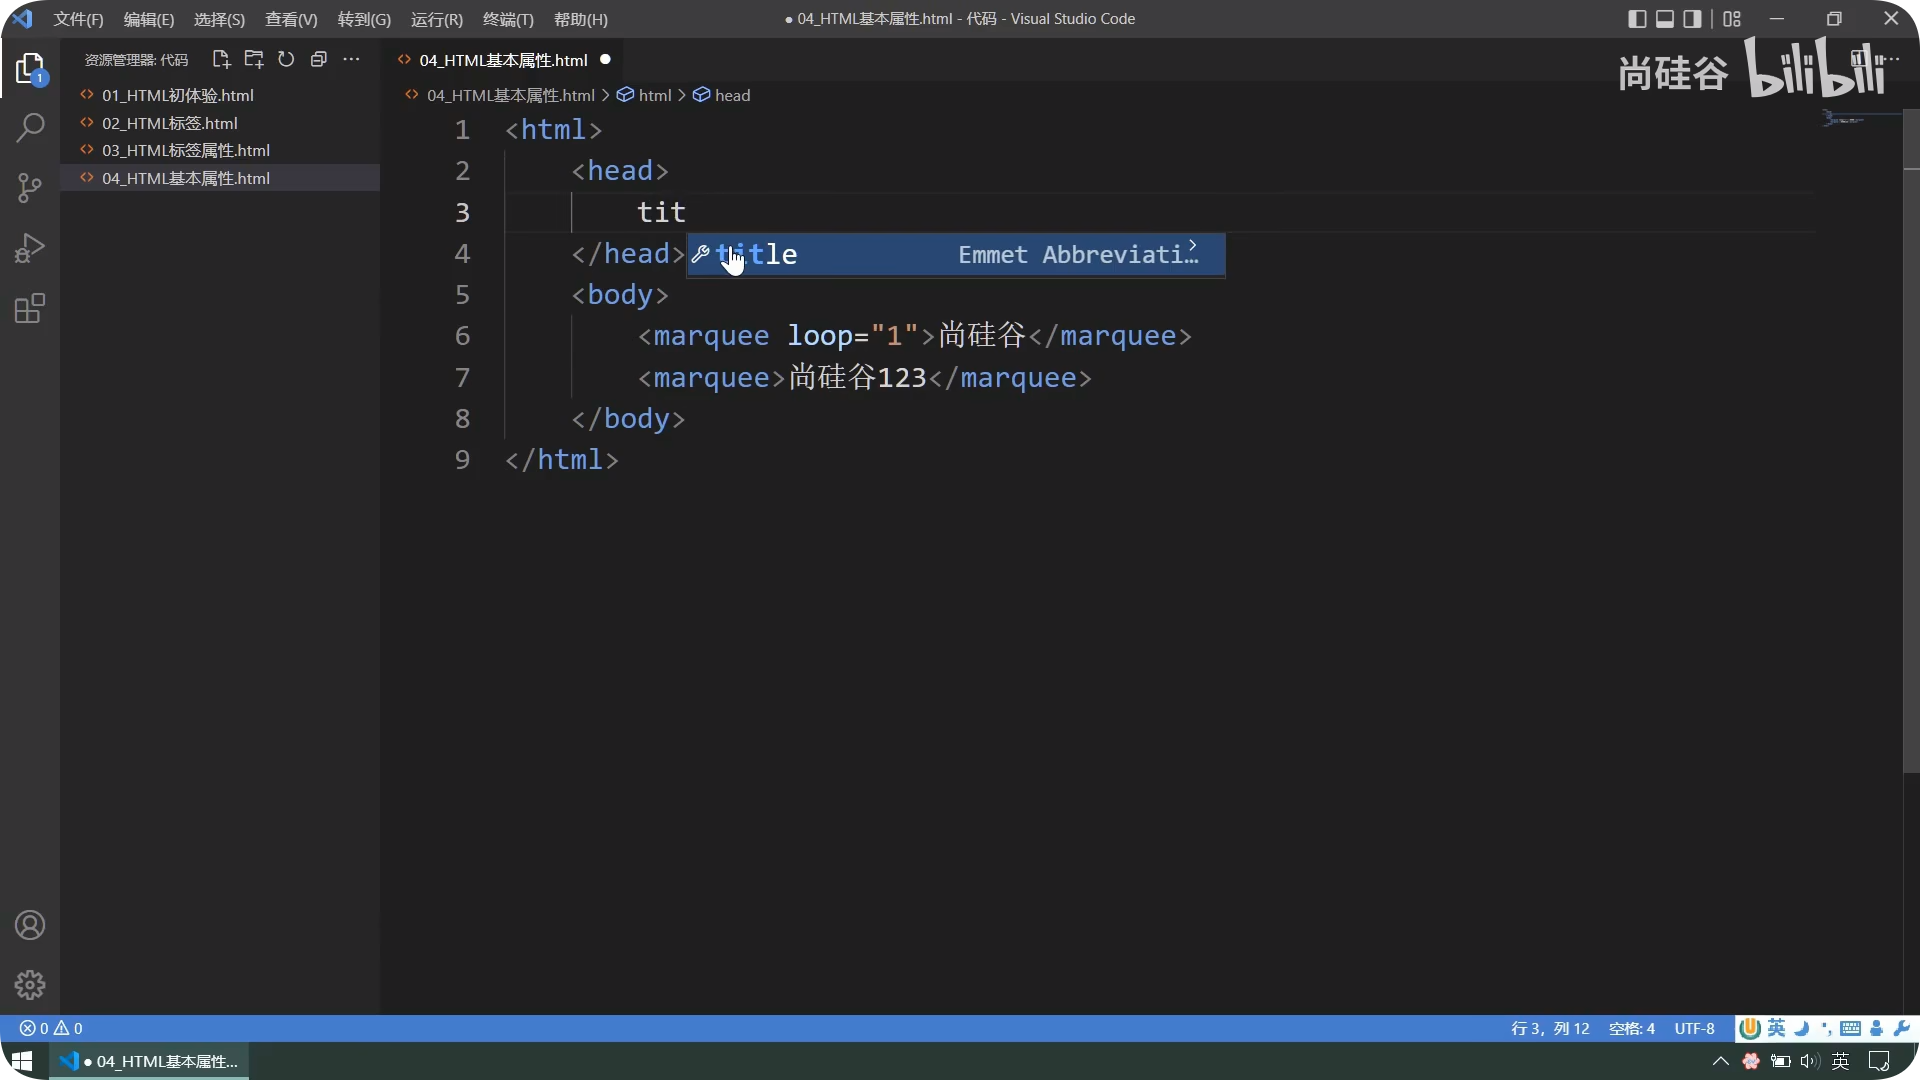 文件(F) 编辑(E) 选择(S) 查看(V) 转到(G) 运行(R) 终端(T) 帮助(H) ● 04_HTML基本属性.html - 代码 - Visual Studio Code
资源管理器: 代码
04_HTML基本属性.html ●
尚硅谷 bilibili
1
01_HTML初体验.html
02_HTML标签.html
03_HTML标签属性.html
04_HTML基本属性.html
04_HTML基本属性.html > html > head
1 <html>
2 <head>
3 tit
title Emmet Abbreviati…
4 </head>
5 <body>
6 <marquee loop="1">尚硅谷</marquee>
7 <marquee>尚硅谷123</marquee>
8 </body>
9 </html>
0 0 行 3，列 12 空格: 4 UTF-8 英
● 04_HTML基本属性... 英